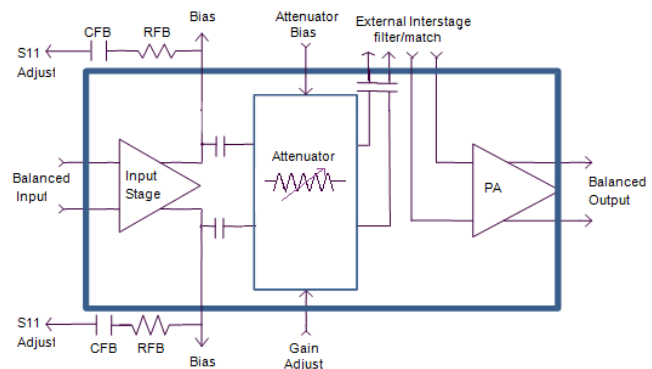 Bias
Attenuator
Bias
External Interstage
filter/match
CFB
RFB
S11
Adjust
Balanced
Input
Input
Stage
Attenuator
PA
Balanced
Output
S11
Adjust
CFB
RFB
Bias
Gain
Adjust